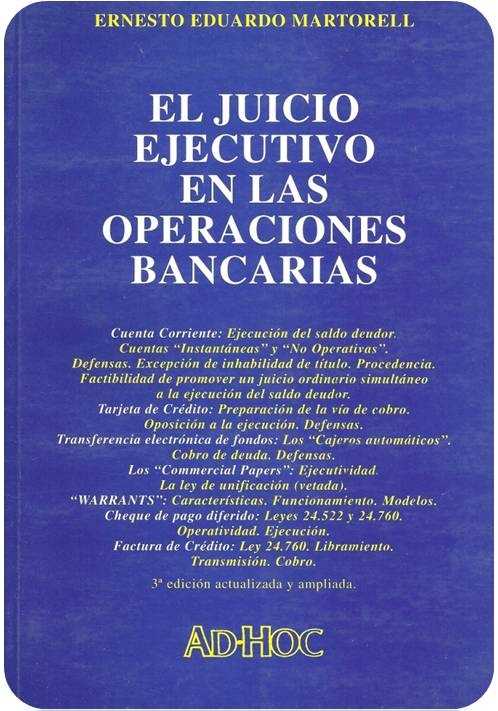 ERNESTO EDUARDO MARTORELL
EL JUICIO
EJECUTIVO
EN LAS
OPERACIONES
BANCARIAS
Cuenta Corriente: Ejecución del saldo deudor.
Cuentas “Instantáneas” y “No Operativas”.
Defensas. Excepción de inhabilidad de título. Procedencia.
Factibilidad de promover un juicio ordinario simultáneo
a la ejecución del saldo deudor.
Tarjeta de Crédito: Preparación de la vía de cobro.
Oposición a la ejecución. Defensas.
Transferencia electrónica de fondos: Los “Cajeros automáticos”.
Cobro de deuda. Defensas.
Los “Commercial Papers”: Ejecutividad.
La ley de unificación (vetada).
“WARRANTS”: Características. Funcionamiento. Modelos.
Cheque de pago diferido: Leyes 24.522 y 24.760.
Operatividad. Ejecución.
Factura de Crédito: Ley 24.760. Libramiento.
Transmisión. Cobro.
3ª edición actualizada y ampliada.
AD-HOC